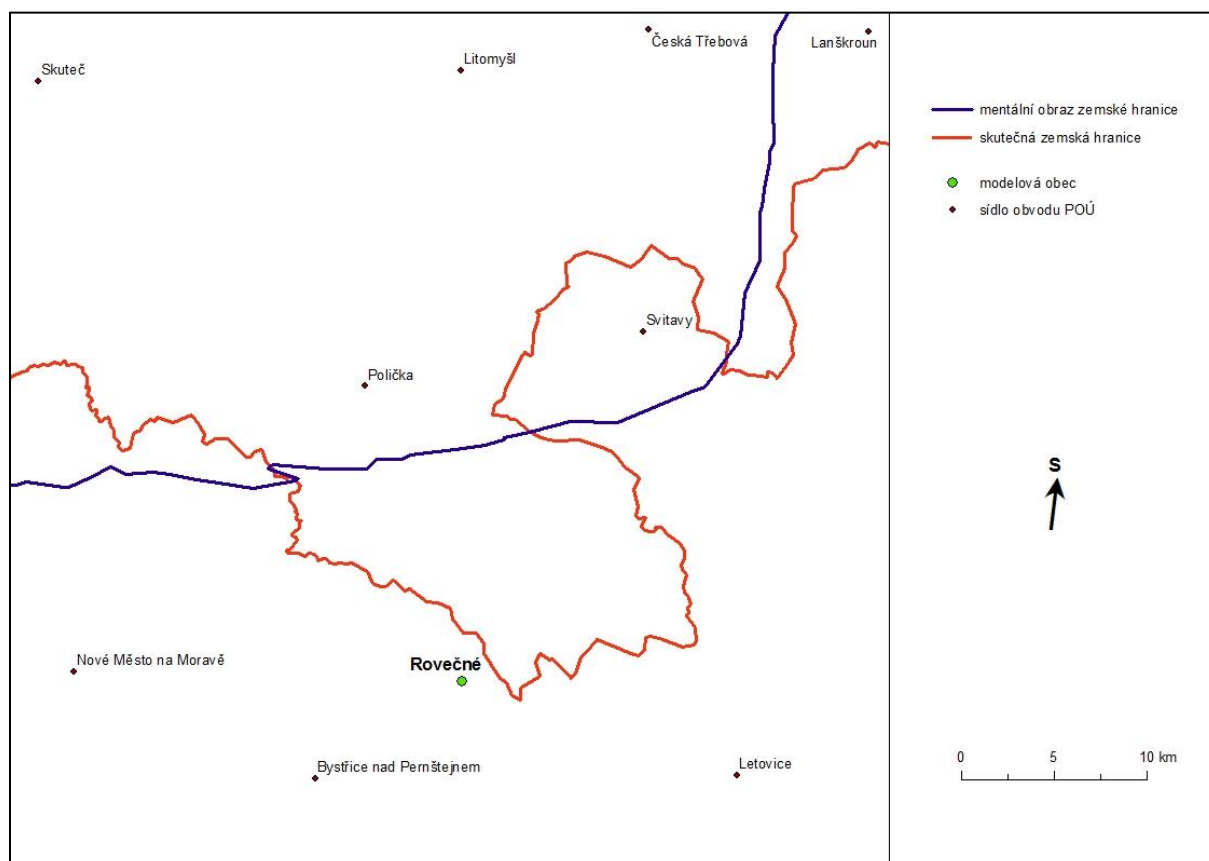 Česká Třebová
Lanškroun
Litomyšl
Skuteč
Svitavy
Polička
Rovečné
Nové Město na Moravě
Bystřice nad Pernštejnem
Letovice
mentální obraz zemské hranice
skutečná zemská hranice
modelová obec
sídlo obvodu POÚ
S
0 5 10 km